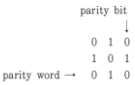 parity bit
↓
0 1 0
1 0 1
parity word → 0 1 0